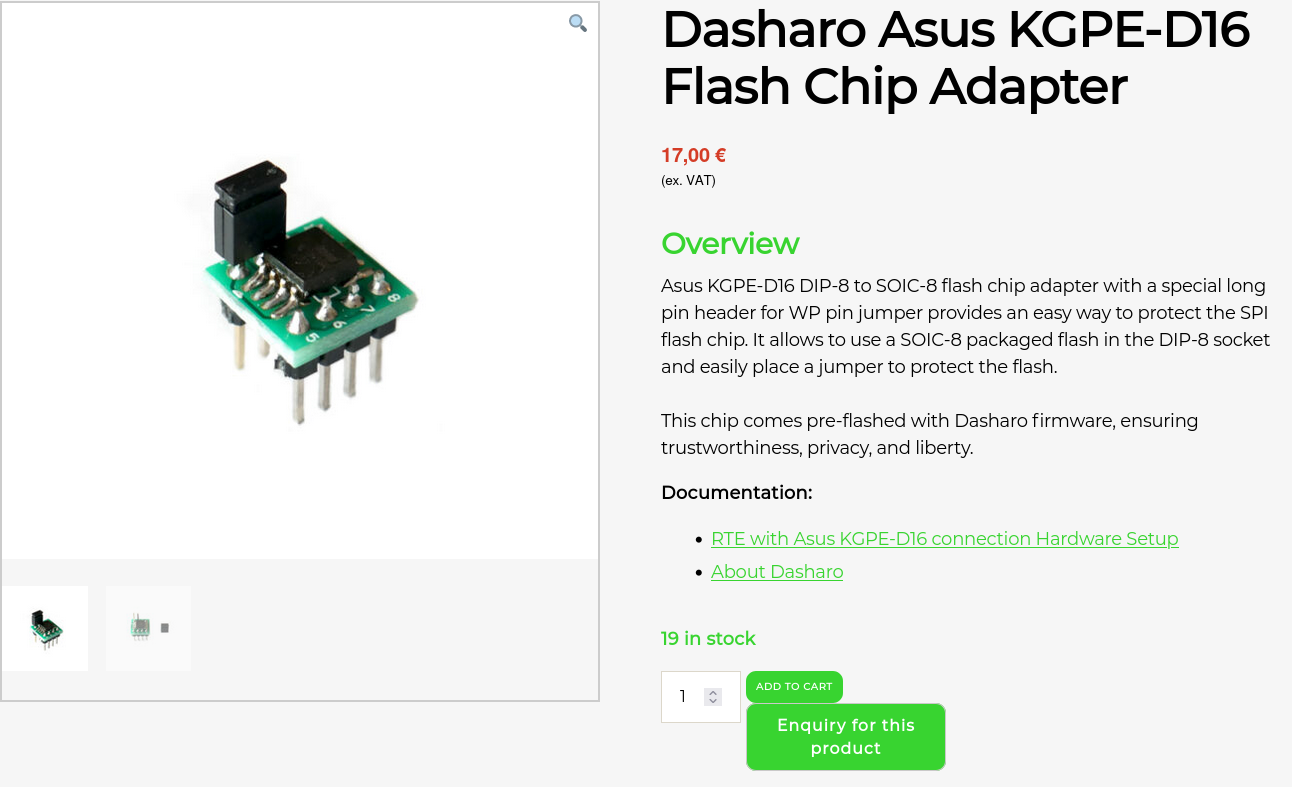 Dasharo Asus KGPE-D16
Flash Chip Adapter
17,00 €
(ex. VAT)
Overview
Asus KGPE-D16 DIP-8 to SOIC-8 flash chip adapter with a special long
pin header for WP pin jumper provides an easy way to protect the SPI
flash chip. It allows to use a SOIC-8 packaged flash in the DIP-8 socket
and easily place a jumper to protect the flash.
This chip comes pre-flashed with Dasharo firmware, ensuring
trustworthiness, privacy, and liberty.
Documentation:
• RTE with Asus KGPE-D16 connection Hardware Setup
• About Dasharo
19 in stock
1
ADD TO CART
Enquiry for this
product
5 6 7 8